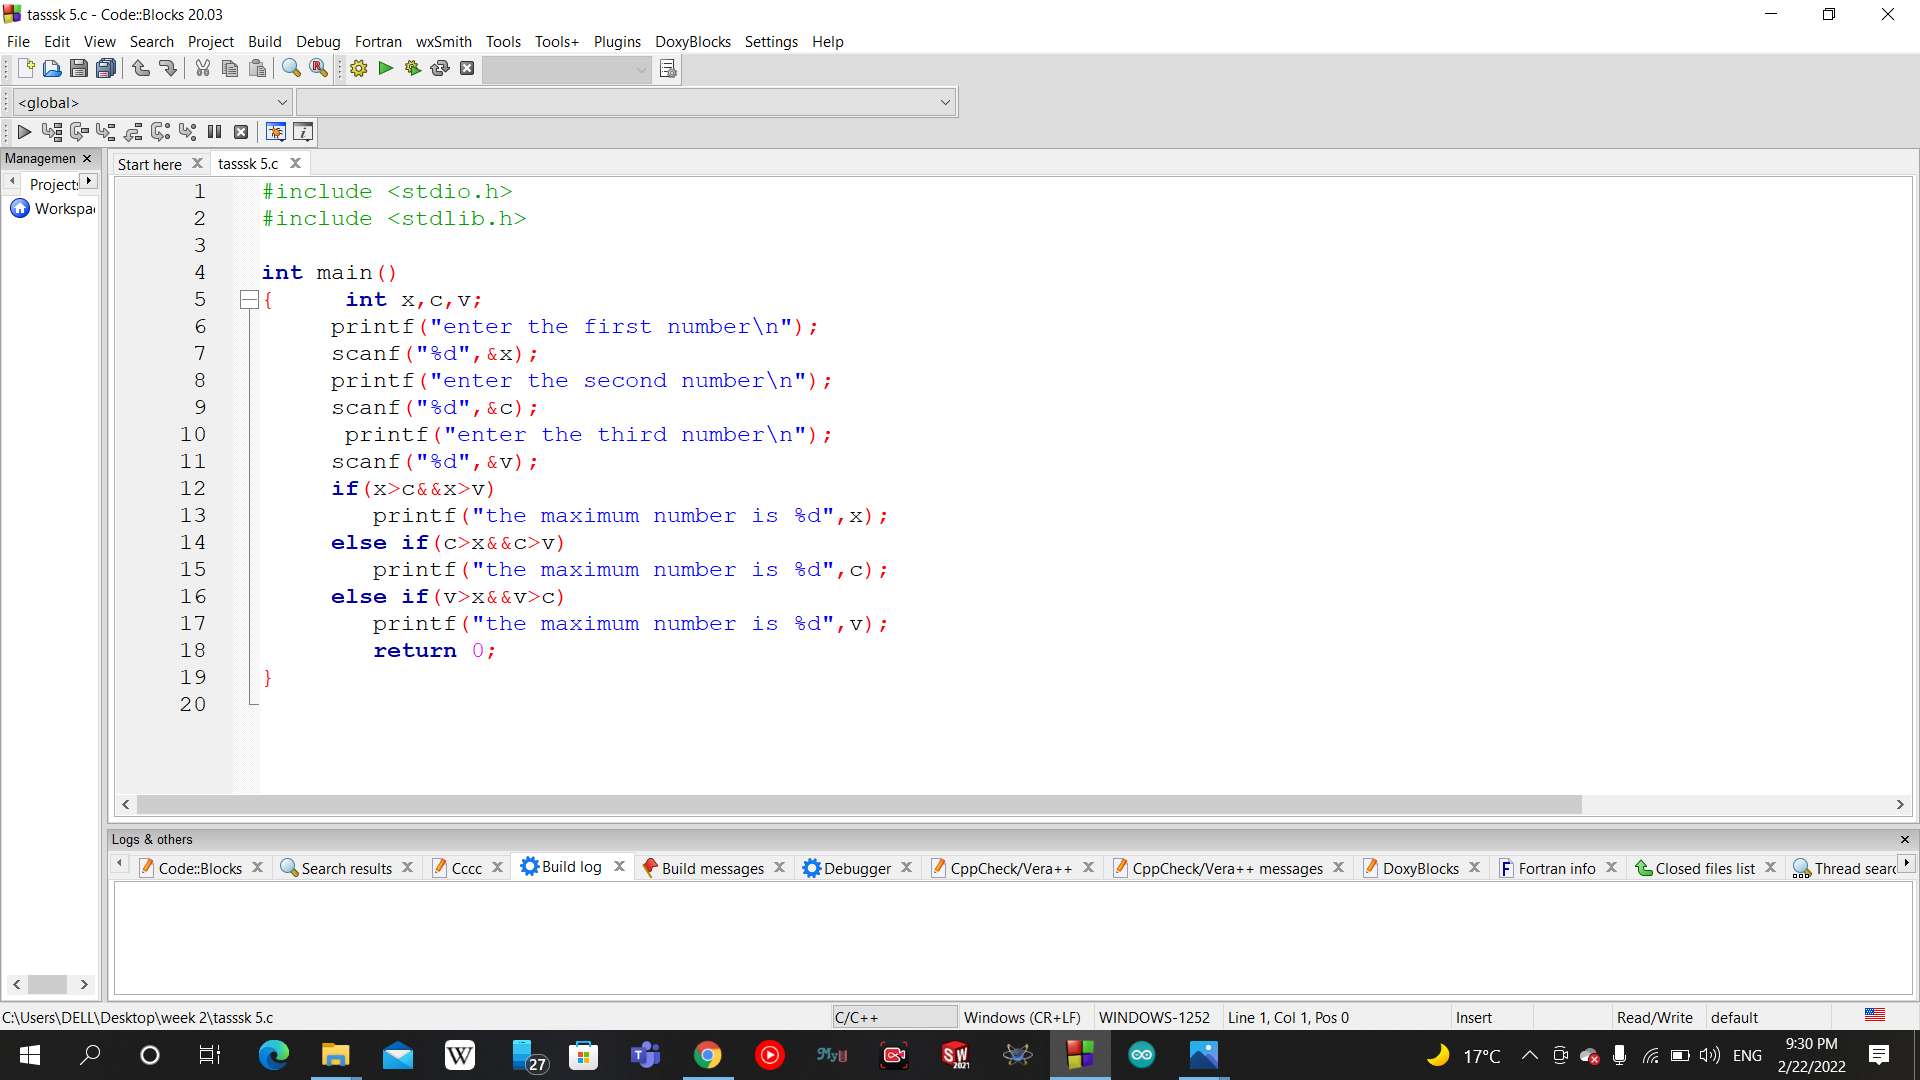 tasssk 5.c - Code::Blocks 20.03
File Edit View Search Project Build Debug Fortran wxSmith Tools Tools+ Plugins DoxyBlocks Settings Help
<global>
Managemen
Start here
tasssk 5.c
Projects
Workspa
1 #include <stdio.h>
2 #include <stdlib.h>
3
4 int main()
5 {      int x,c,v;
6      printf("enter the first number\n");
7      scanf("%d",&x);
8      printf("enter the second number\n");
9      scanf("%d",&c);
10      printf("enter the third number\n");
11      scanf("%d",&v);
12      if(x>c&&x>v)
13         printf("the maximum number is %d",x);
14      else if(c>x&&c>v)
15         printf("the maximum number is %d",c);
16      else if(v>x&&v>c)
17         printf("the maximum number is %d",v);
18         return 0;
19 }
20
Logs & others
Code::Blocks Search results Cccc Build log Build messages Debugger CppCheck/Vera++ CppCheck/Vera++ messages DoxyBlocks Fortran info Closed files list Thread searc
C:\Users\DELL\Desktop\week 2\tasssk 5.c C/C++ Windows (CR+LF) WINDOWS-1252 Line 1, Col 1, Pos 0 Insert Read/Write default
W
27
MyU
SW
2021
17°C
ENG
9:30 PM
2/22/2022